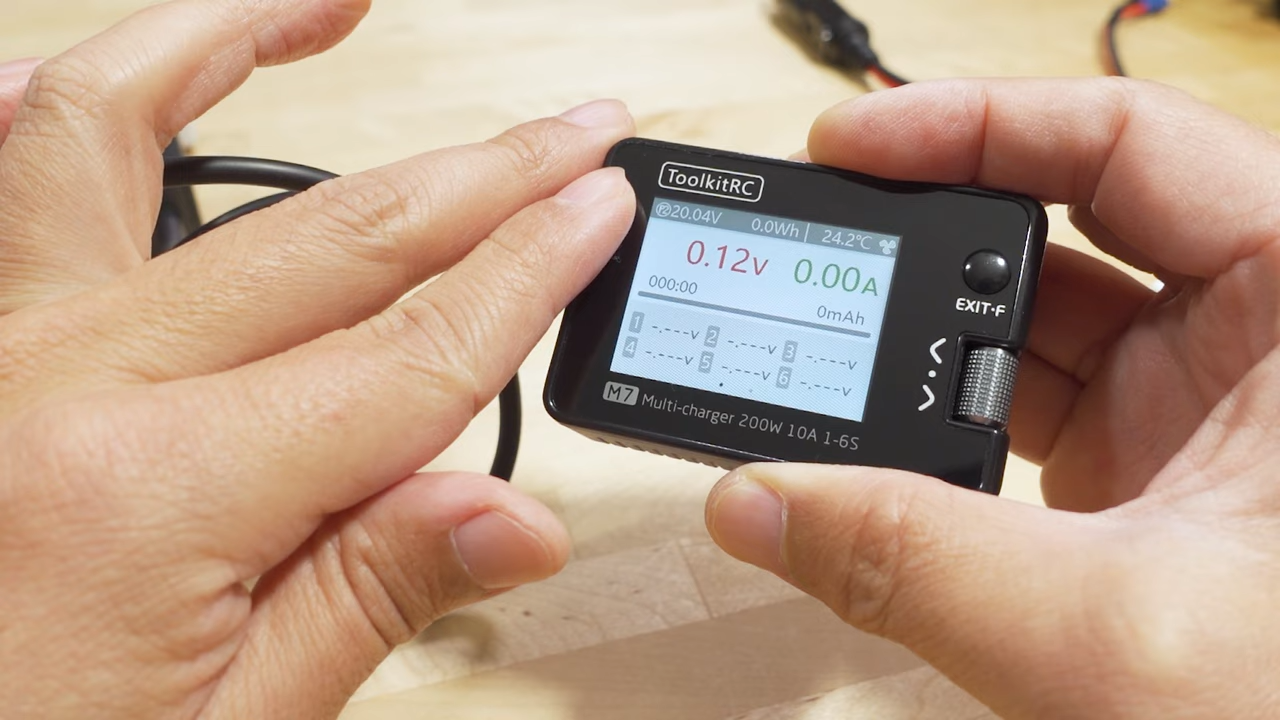 ToolkitRC
20.04V 0.0Wh | 24.2°C
0.12V 0.00A
000:00 0mAh
1 -.---V 2 -.---V 3 -.---V
4 -.---V 5 -.---V 6 -.---V
M7 Multi-charger 200W 10A 1-6S
EXIT·F
< · >